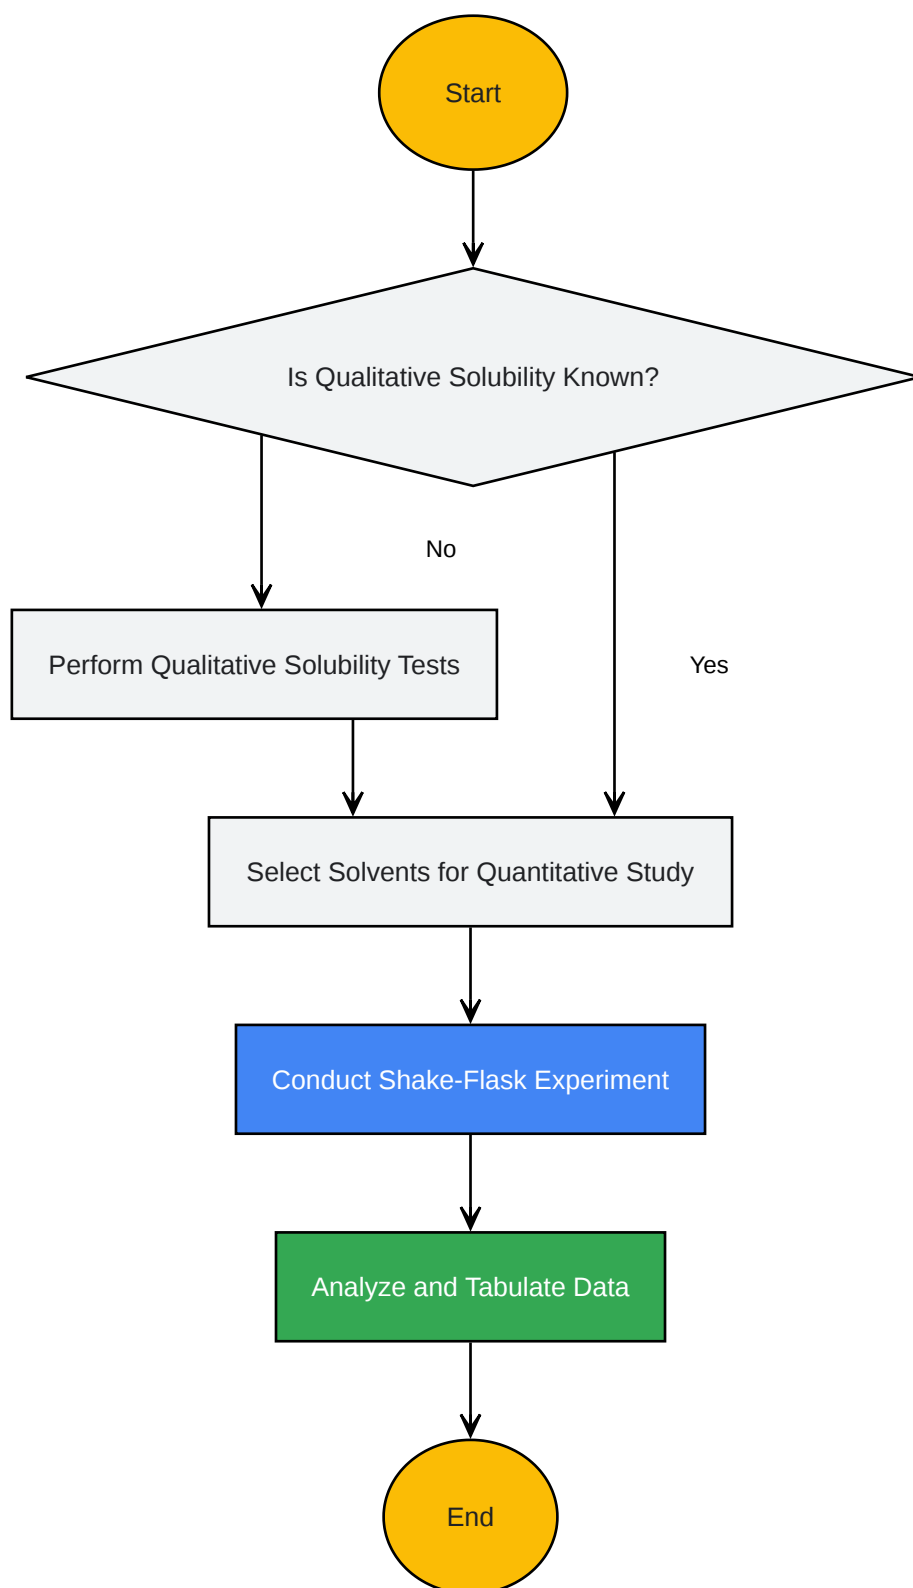 Start
Is Qualitative Solubility Known?
No
Perform Qualitative Solubility Tests
Yes
Select Solvents for Quantitative Study
Conduct Shake-Flask Experiment
Analyze and Tabulate Data
End